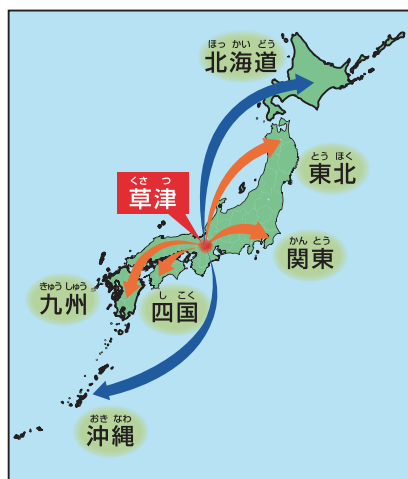 ほっかいどう
北海道
とうほく
東北
くさつ
草津
かんとう
関東
きゅうしゅう
九州
しこく
四国
おきなわ
沖縄